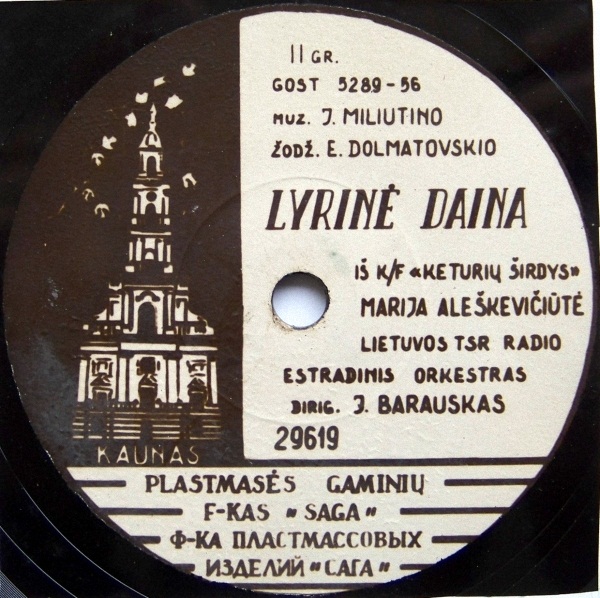 II GR.
GOST 5289-56
MUZ. J. MILIUTINO
ŽODŽ. E. DOLMATOVSKIO
LYRINĖ DAINA
IŠ K/F «KETURIŲ ŠIRDYS»
MARIJA ALEŠKEVIČIŪTĖ
LIETUVOS TSR RADIO
ESTRADINIS ORKESTRAS
DIRIG. J. BARAUSKAS
29619
KAUNAS
PLASTMASĖS GAMINIŲ
F-KAS "SAGA"
Ф-КА ПЛАСТМАССОВЫХ
ИЗДЕЛИЙ "САГА"